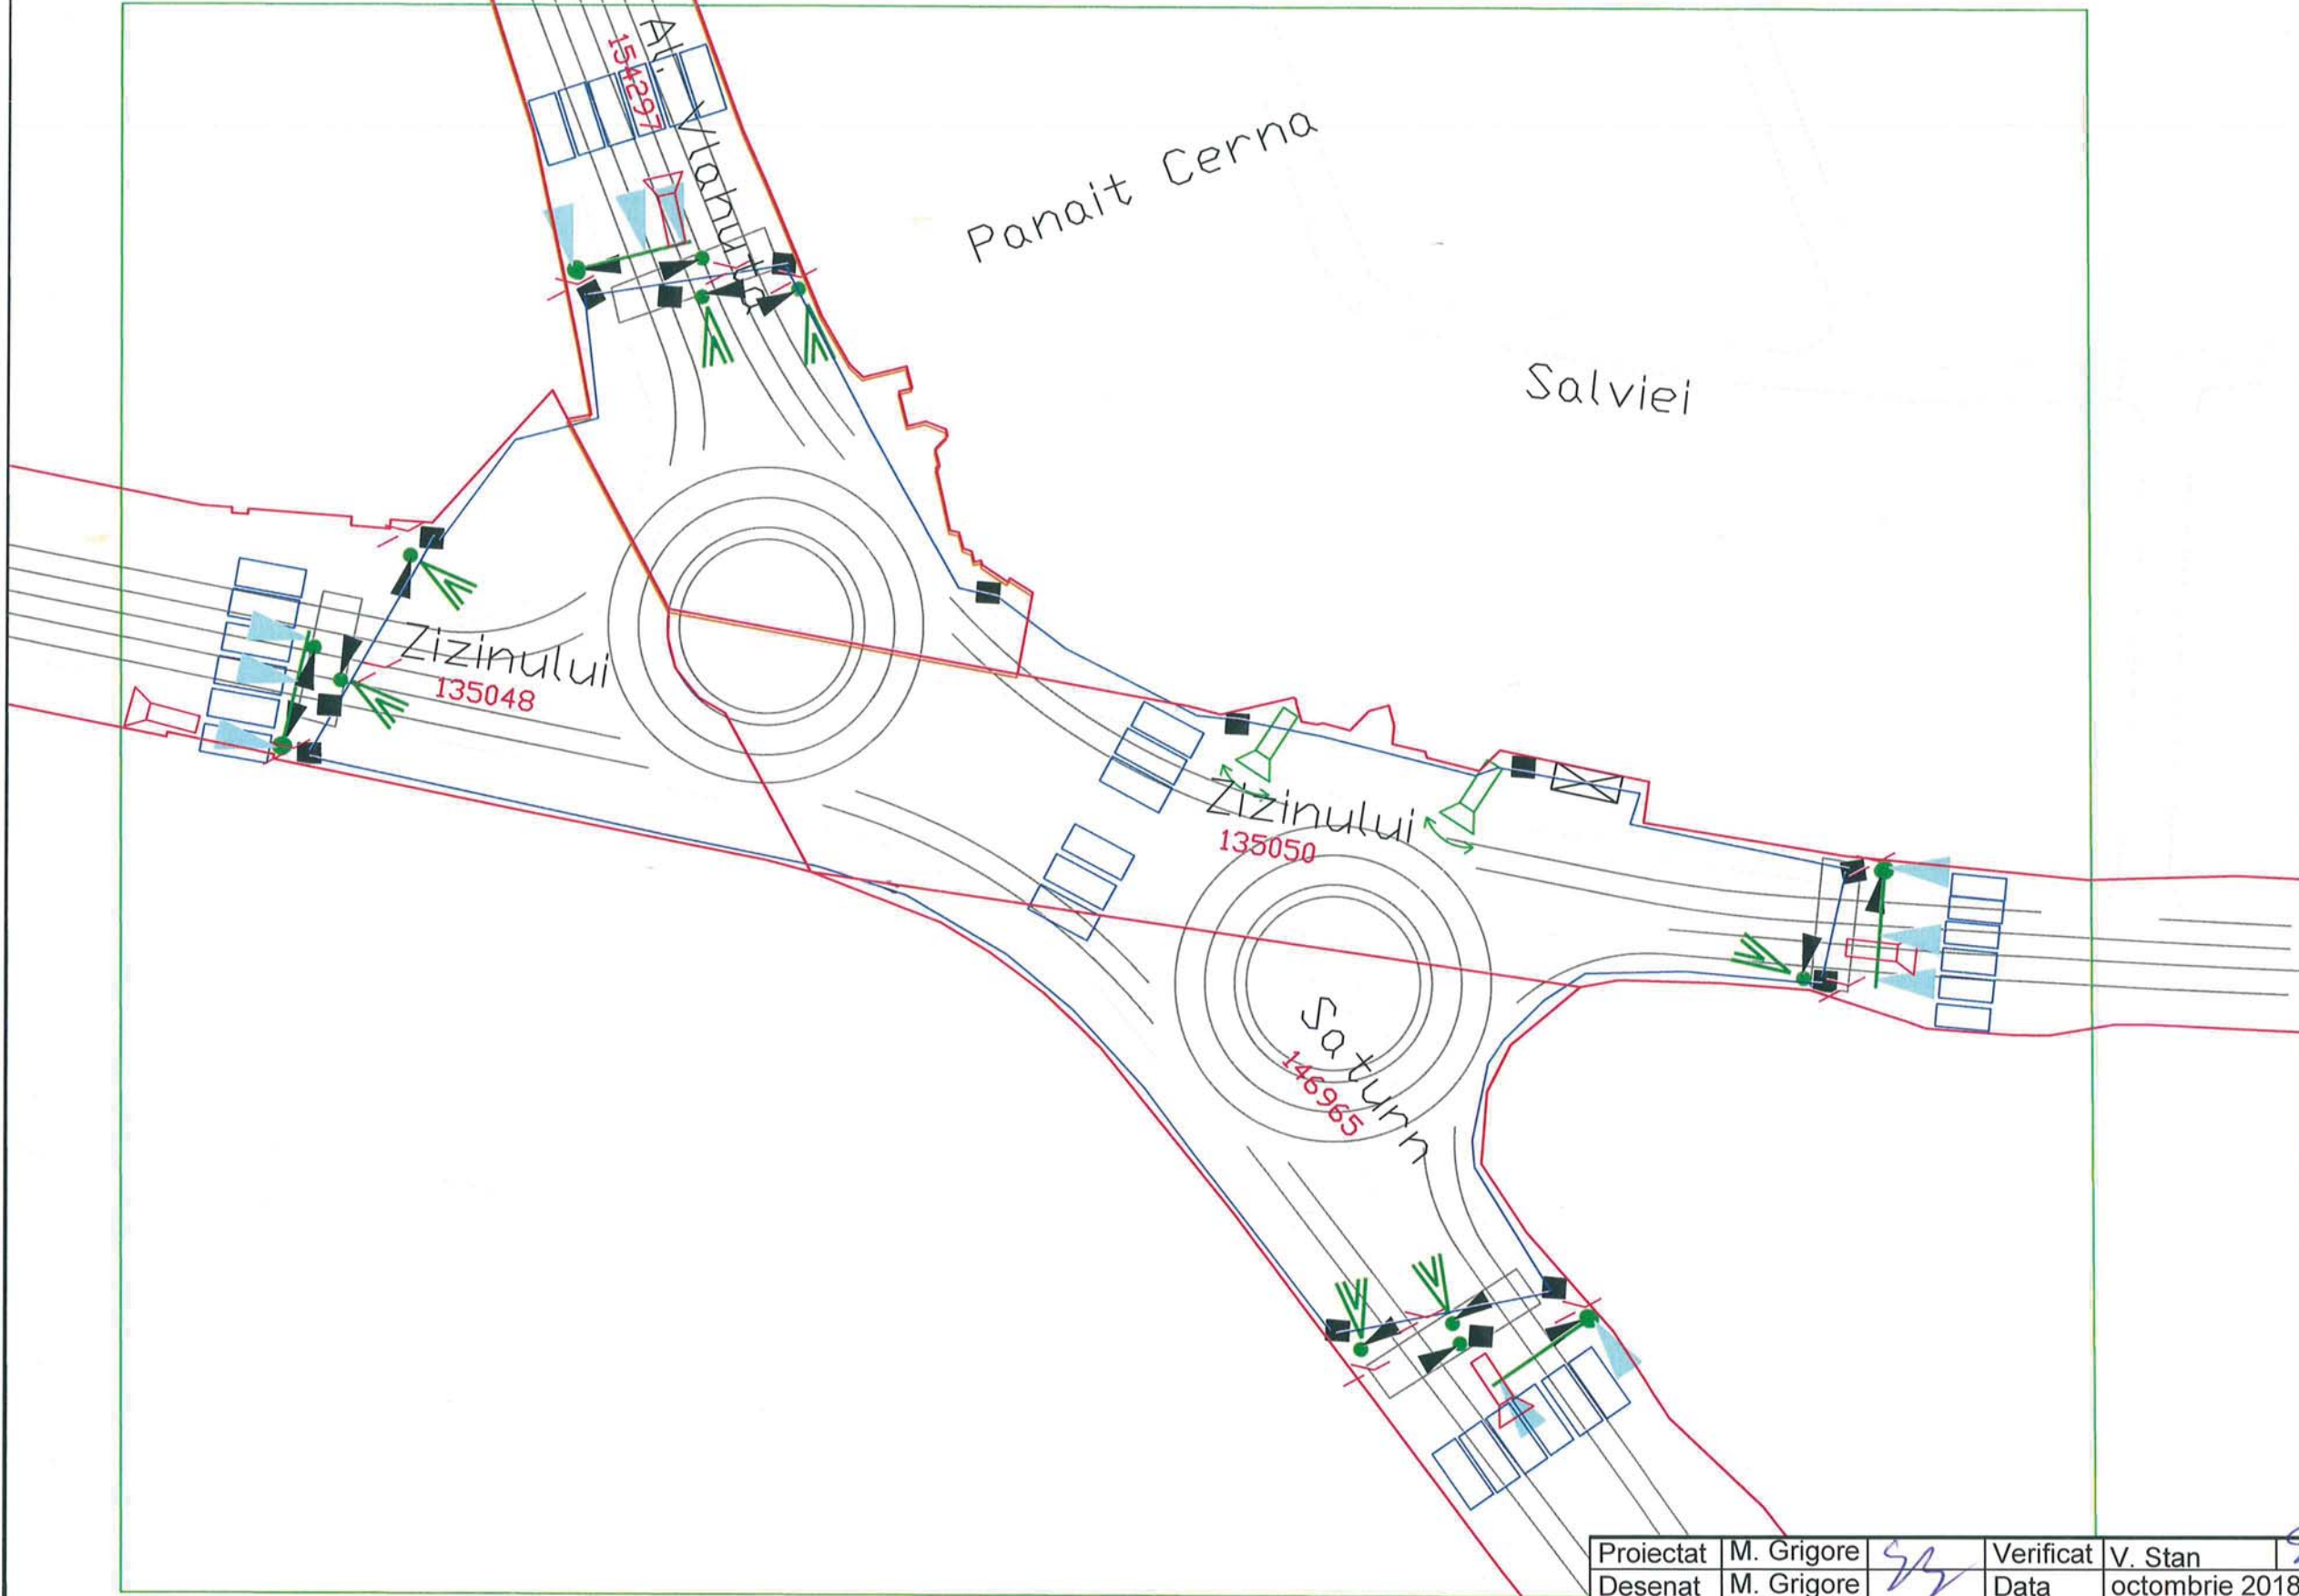 Al. Vlahuta
154297
Panait Cerna
Salviei
Zizinului
135048
Zizinului
135050
Saturn
146965
Proiectat M. Grigore Verificat V. Stan
Desenat M. Grigore Data octombrie 2018